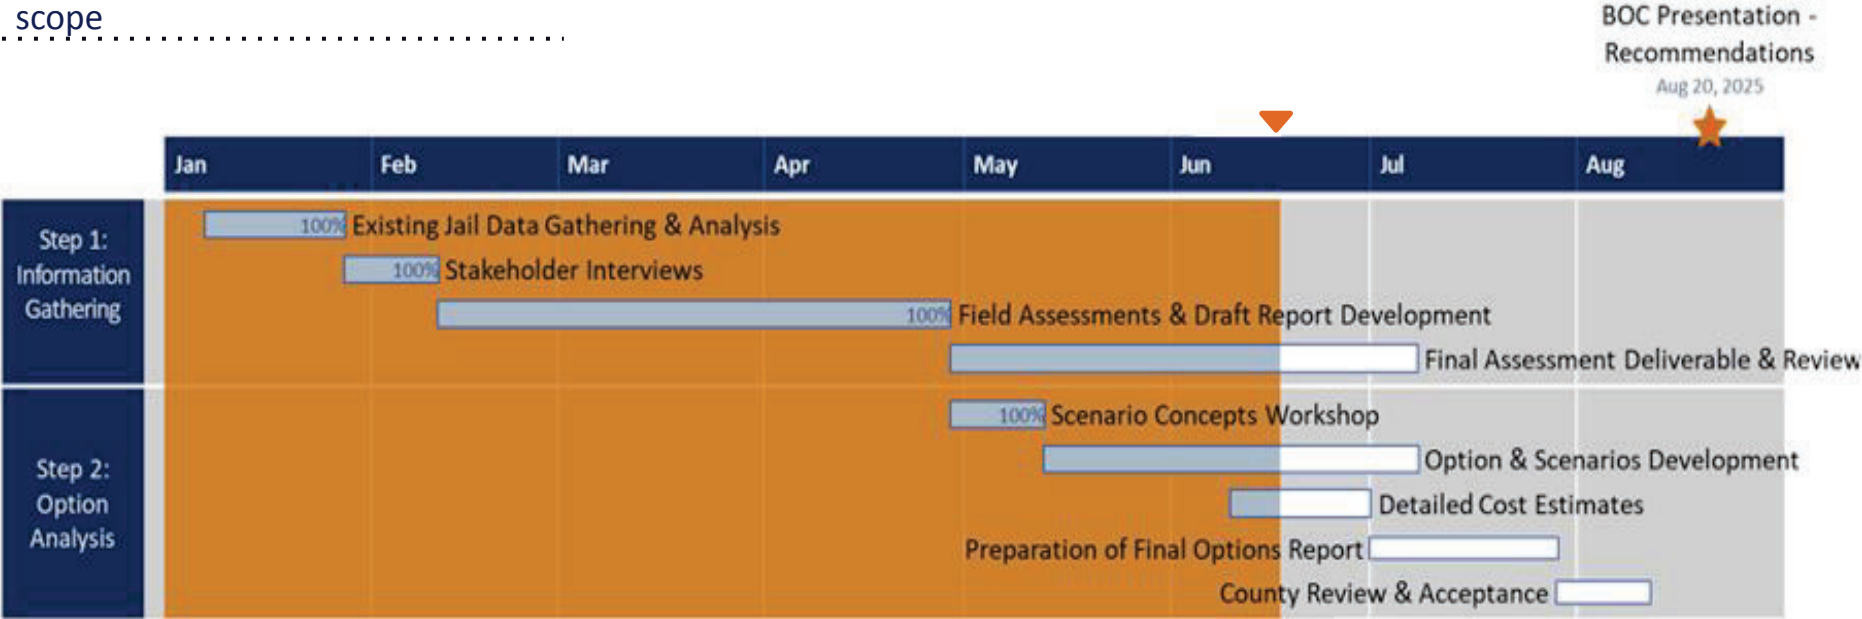 scope
BOC Presentation -
Recommendations
Aug 20, 2025
Jan Feb Mar Apr May Jun Jul Aug
Step 1:
Information
Gathering
100% Existing Jail Data Gathering & Analysis
100% Stakeholder Interviews
100% Field Assessments & Draft Report Development
Final Assessment Deliverable & Review
Step 2:
Option
Analysis
100% Scenario Concepts Workshop
Option & Scenarios Development
Detailed Cost Estimates
Preparation of Final Options Report
County Review & Acceptance